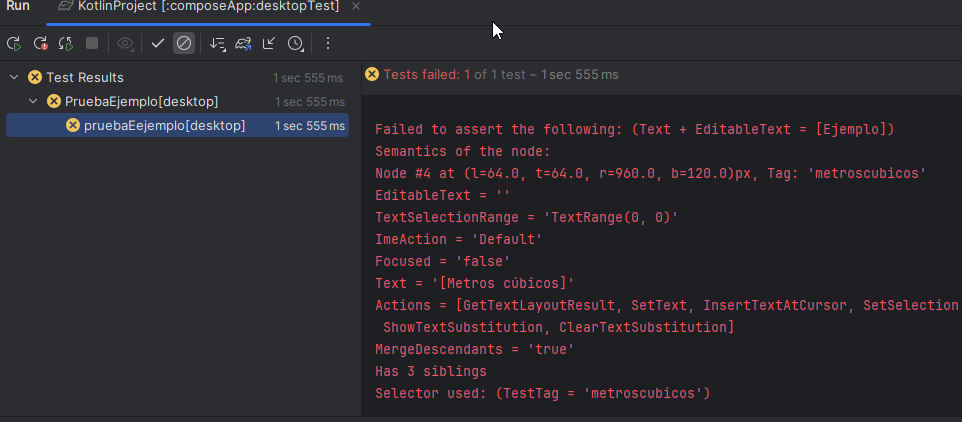 Run
KotlinProject [:composeApp:desktopTest]
Test Results 1 sec 555 ms
PruebaEjemplo[desktop] 1 sec 555 ms
pruebaEejemplo[desktop] 1 sec 555 ms
Tests failed: 1 of 1 test – 1 sec 555 ms
Failed to assert the following: (Text + EditableText = [Ejemplo])
Semantics of the node:
Node #4 at (l=64.0, t=64.0, r=960.0, b=120.0)px, Tag: 'metroscubicos'
EditableText = ''
TextSelectionRange = 'TextRange(0, 0)'
ImeAction = 'Default'
Focused = 'false'
Text = '[Metros cúbicos]'
Actions = [GetTextLayoutResult, SetText, InsertTextAtCursor, SetSelection
ShowTextSubstitution, ClearTextSubstitution]
MergeDescendants = 'true'
Has 3 siblings
Selector used: (TestTag = 'metroscubicos')